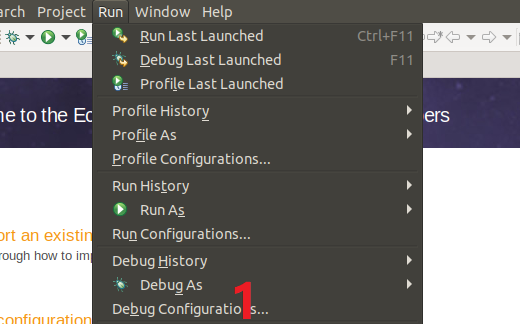 arch Project Run Window Help
Run Last Launched Ctrl+F11
Debug Last Launched F11
Profile Last Launched
me to the Ec
pers
Profile History
Profile As
Profile Configurations...
Run History
Run As
Run Configurations...
ort an existin
rough how to imp
Debug History
Debug As
1
Debug Configurations...
configuration